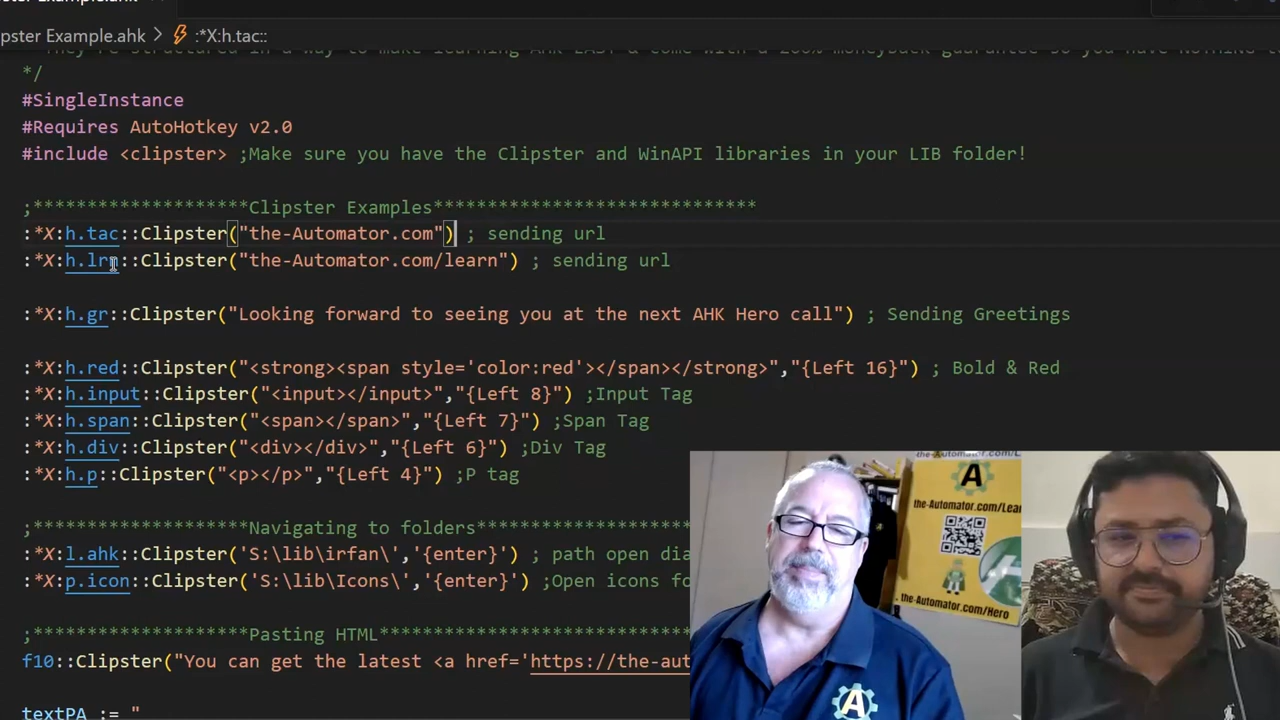 pster Example.ahk > :*X:h.tac::
*/
#SingleInstance
#Requires AutoHotkey v2.0
#include <clipster> ;Make sure you have the Clipster and WinAPI libraries in your LIB folder!
;********************Clipster Examples******************************
:*X:h.tac::Clipster("the-Automator.com") ; sending url
:*X:h.lrn::Clipster("the-Automator.com/learn") ; sending url
:*X:h.gr::Clipster("Looking forward to seeing you at the next AHK Hero call") ; Sending Greetings
:*X:h.red::Clipster("<strong><span style='color:red'></span></strong>","{Left 16}") ; Bold & Red
:*X:h.input::Clipster("<input></input>","{Left 8}") ;Input Tag
:*X:h.span::Clipster("<span></span>","{Left 7}") ;Span Tag
:*X:h.div::Clipster("<div></div>","{Left 6}") ;Div Tag
:*X:h.p::Clipster("<p></p>","{Left 4}") ;P tag
;********************Navigating to folders********************
:*X:l.ahk::Clipster('S:\lib\irfan\','{enter}') ; path open dia
:*X:p.icon::Clipster('S:\lib\Icons\','{enter}') ;Open icons fo
;********************Pasting HTML*****************************
f10::Clipster("You can get the latest <a href='https://the-aut
textPA := "
A
the-Automator.com/Lear
the-Automator.com/Hero
A